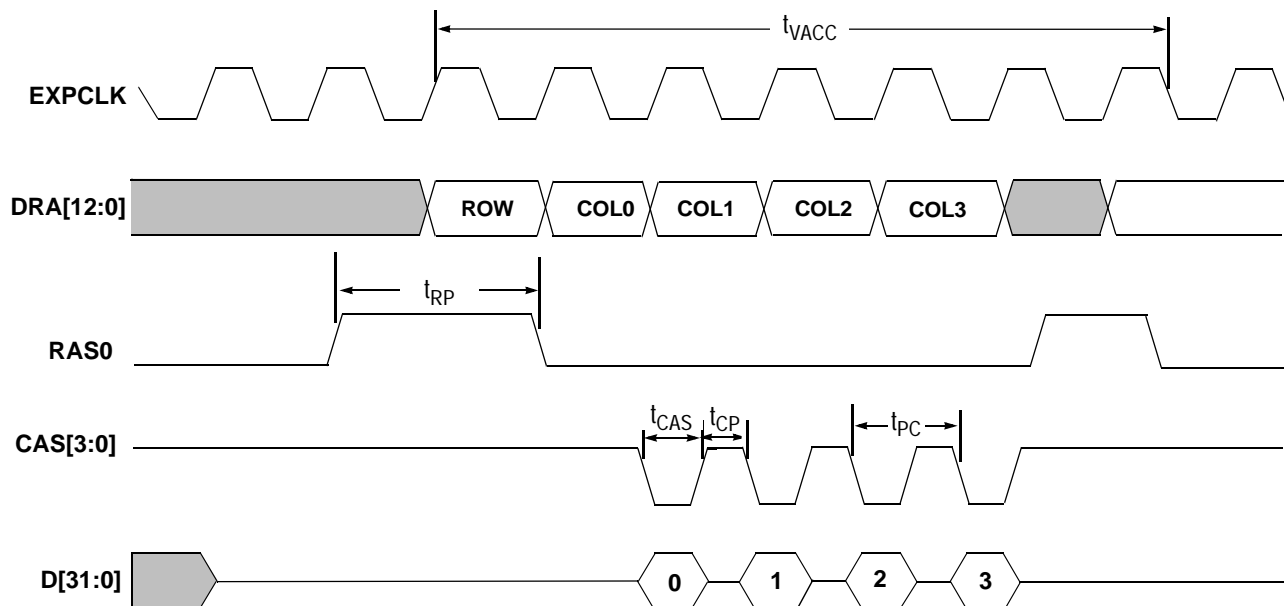 tVACC
EXPCLK
DRA[12:0] ROW COL0 COL1 COL2 COL3
tRP
RAS0
tCAS tCP tPC
CAS[3:0]
D[31:0] 0 1 2 3